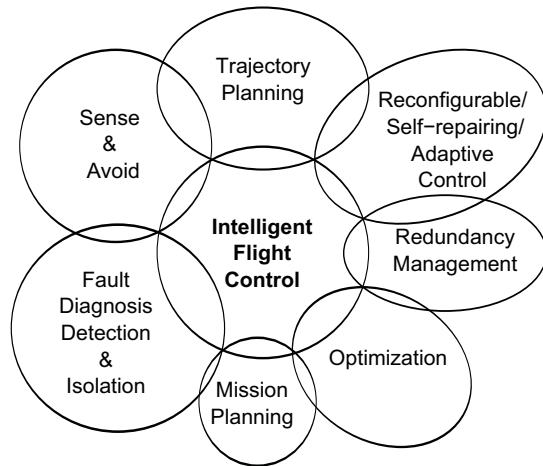 Trajectory
Planning
Reconfigurable/
Self−repairing/
Adaptive
Control
Sense
&
Avoid
Intelligent
Flight
Control
Redundancy
Management
Fault
Diagnosis
Detection
&
Isolation
Optimization
Mission
Planning